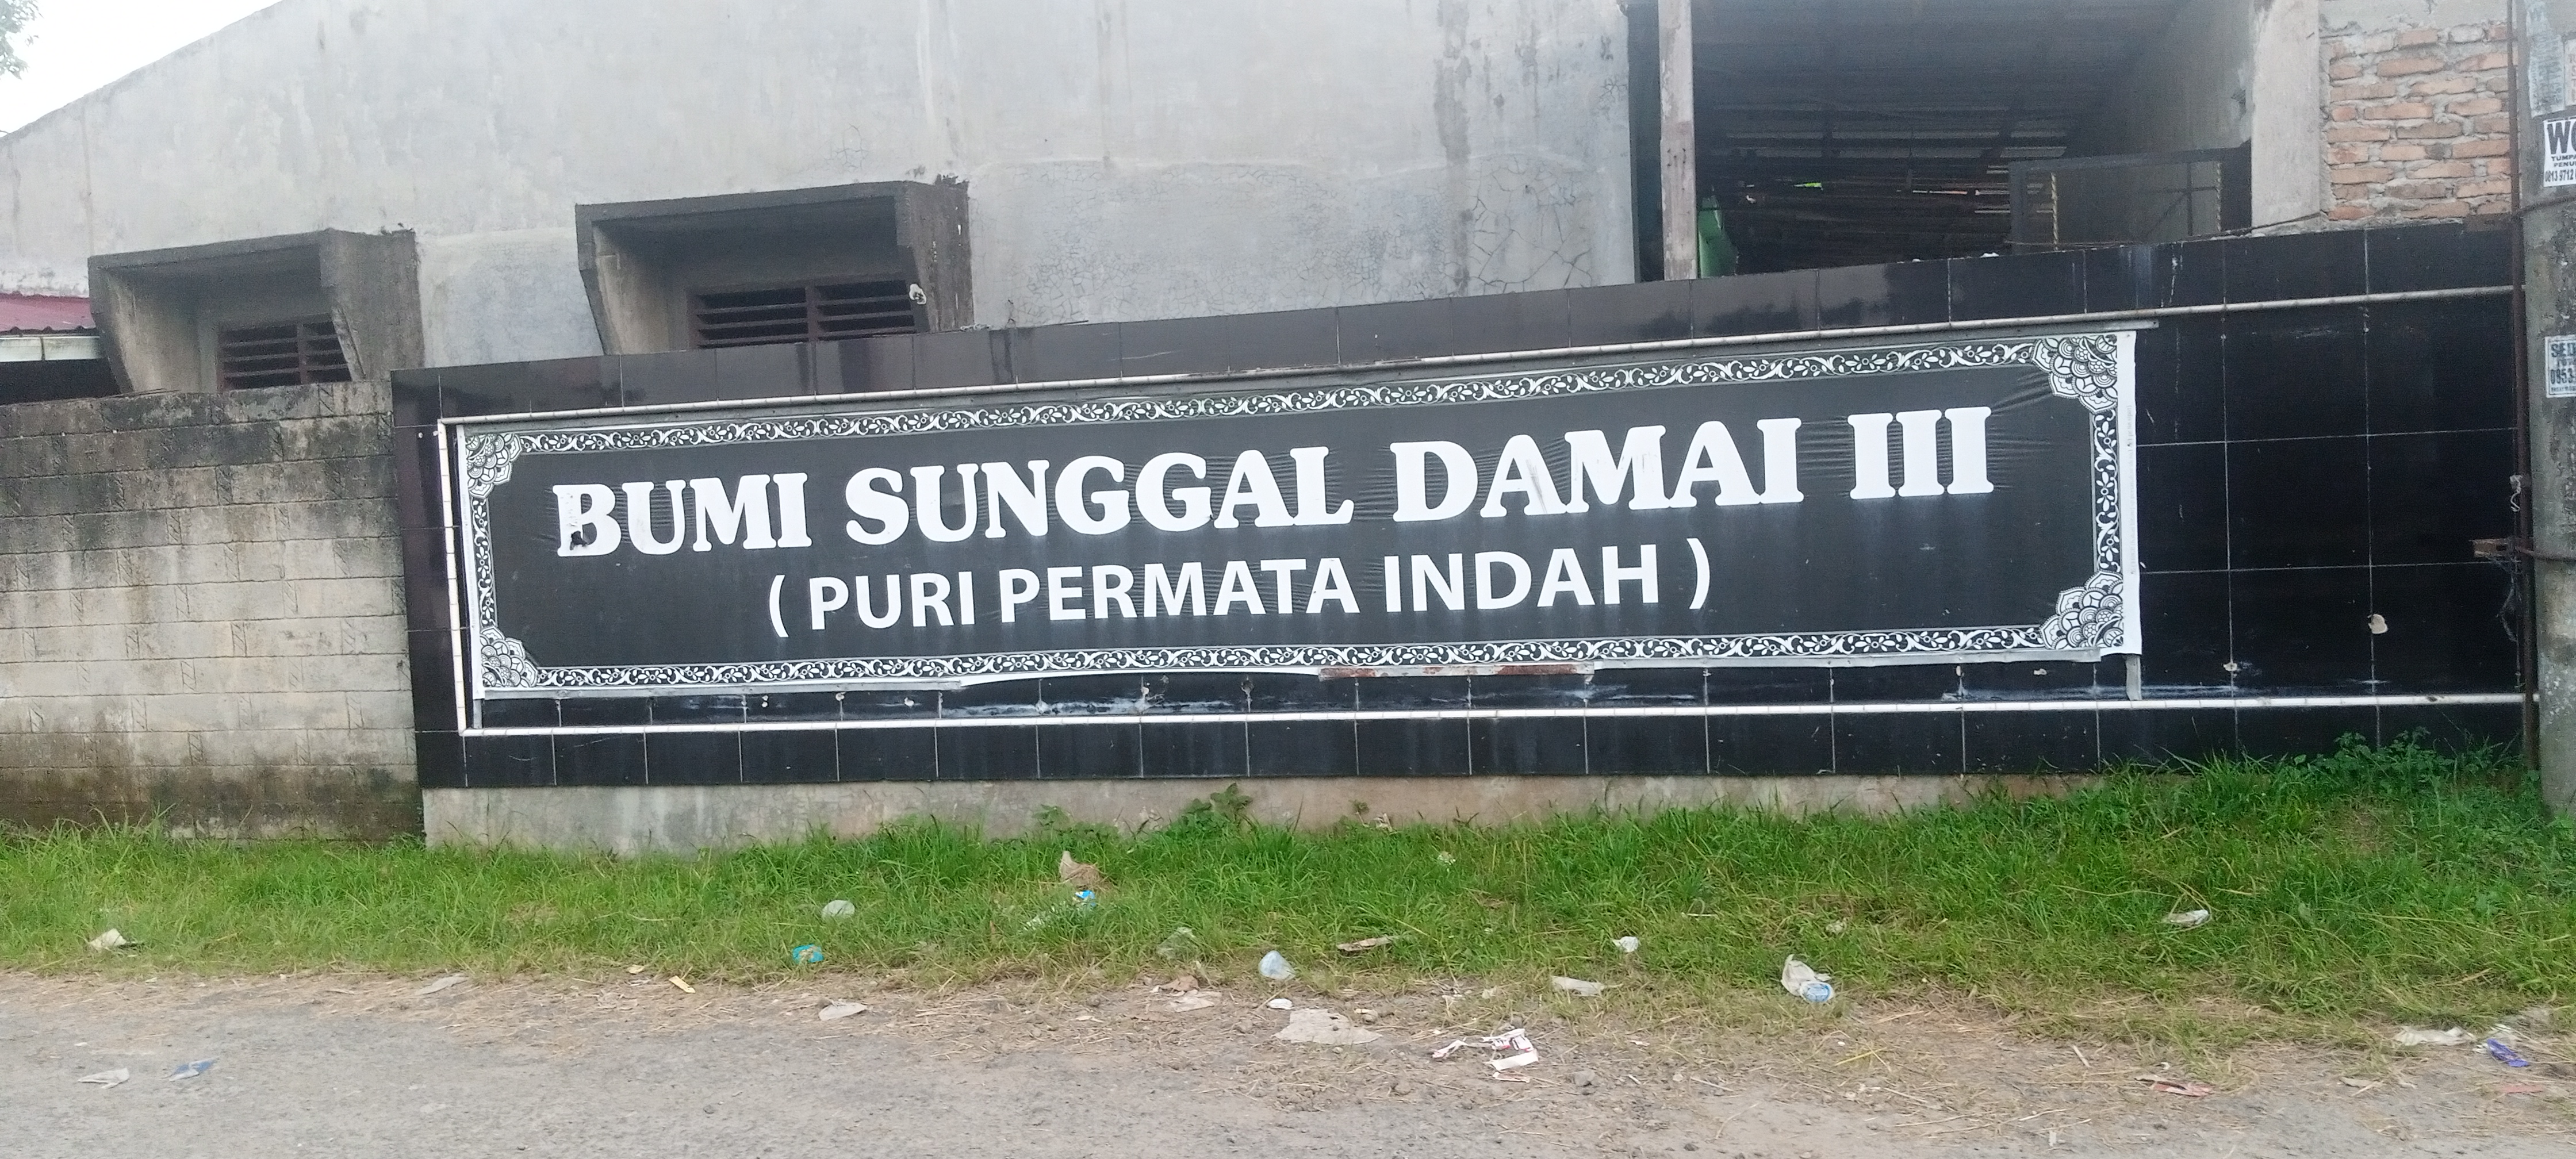 BUMI SUNGGAL DAMAI III
( PURI PERMATA INDAH )